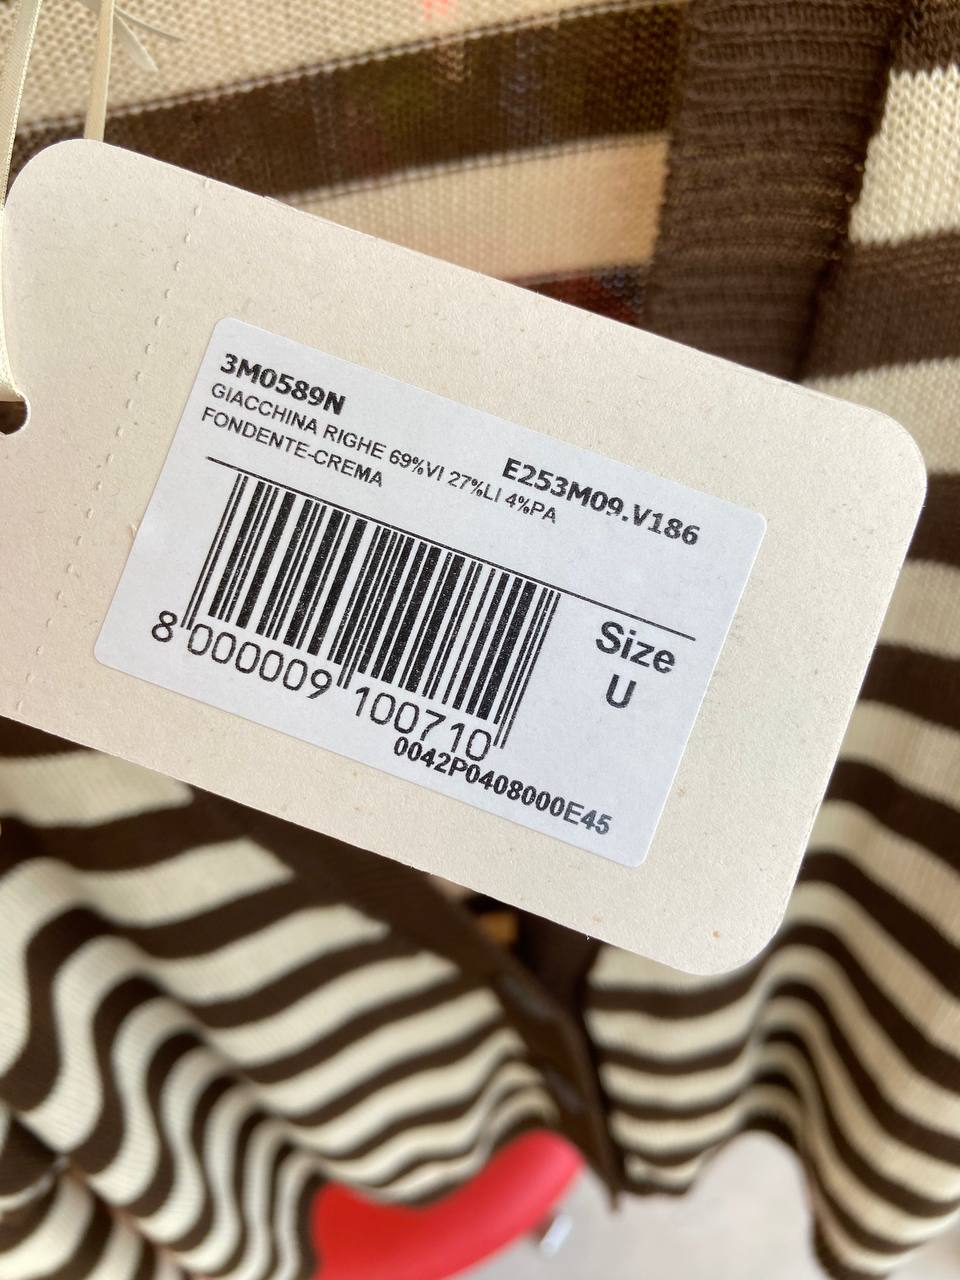 3M0589N
GIACCHINA RIGHE 69%VI 27%LI 4%PA
FONDENTE-CREMA
E253M09.V186
Size
U
8 000009 100710
0042P0408000E45